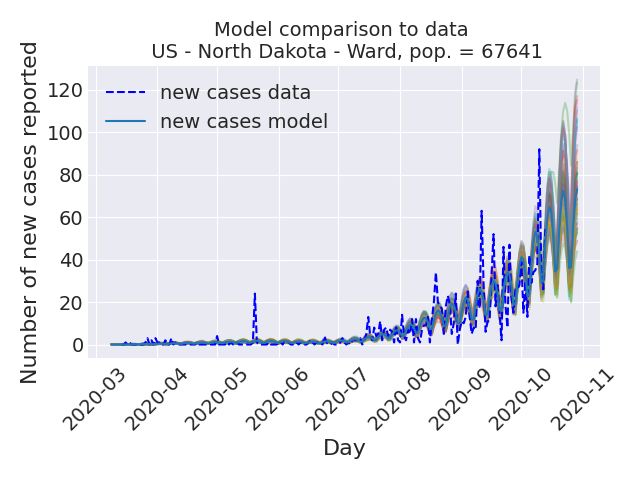 Model comparison to data
US - North Dakota - Ward, pop. = 67641
new cases data
new cases model
Number of new cases reported
120
100
80
60
40
20
0
2020-03
2020-04
2020-05
2020-06
2020-07
2020-08
2020-09
2020-10
2020-11
Day